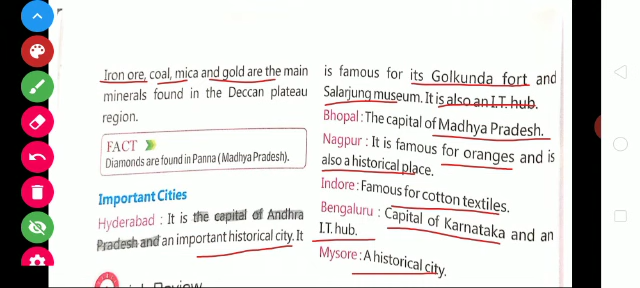 Iron ore, coal, mica and gold are the main
minerals found in the Deccan plateau
region.
FACT
Diamonds are found in Panna (Madhya Pradesh).
Important Cities
Hyderabad : It is the capital of Andhra
Pradesh and an important historical city. It
is famous for its Golkunda fort and
Salarjung museum. It is also an I.T. hub.
Bhopal : The capital of Madhya Pradesh.
Nagpur : It is famous for oranges and is
also a historical place.
Indore : Famous for cotton textiles.
Bengaluru : Capital of Karnataka and an
I.T. hub.
Mysore : A historical city.